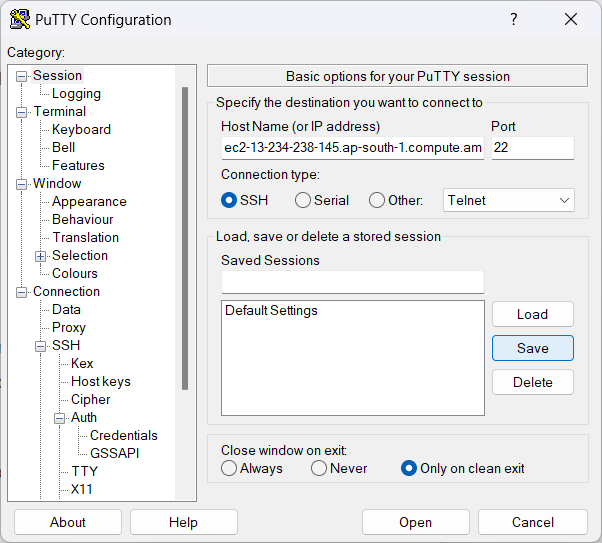 PuTTY Configuration
?
Category:
Session
Logging
Terminal
Keyboard
Bell
Features
Window
Appearance
Behaviour
Translation
Selection
Colours
Connection
Data
Proxy
SSH
Kex
Host keys
Cipher
Auth
Credentials
GSSAPI
TTY
X11
Basic options for your PuTTY session
Specify the destination you want to connect to
Host Name (or IP address) Port
ec2-13-234-238-145.ap-south-1.compute.am 22
Connection type:
SSH Serial Other: Telnet
Load, save or delete a stored session
Saved Sessions
Default Settings
Load
Save
Delete
Close window on exit:
Always Never Only on clean exit
About Help Open Cancel